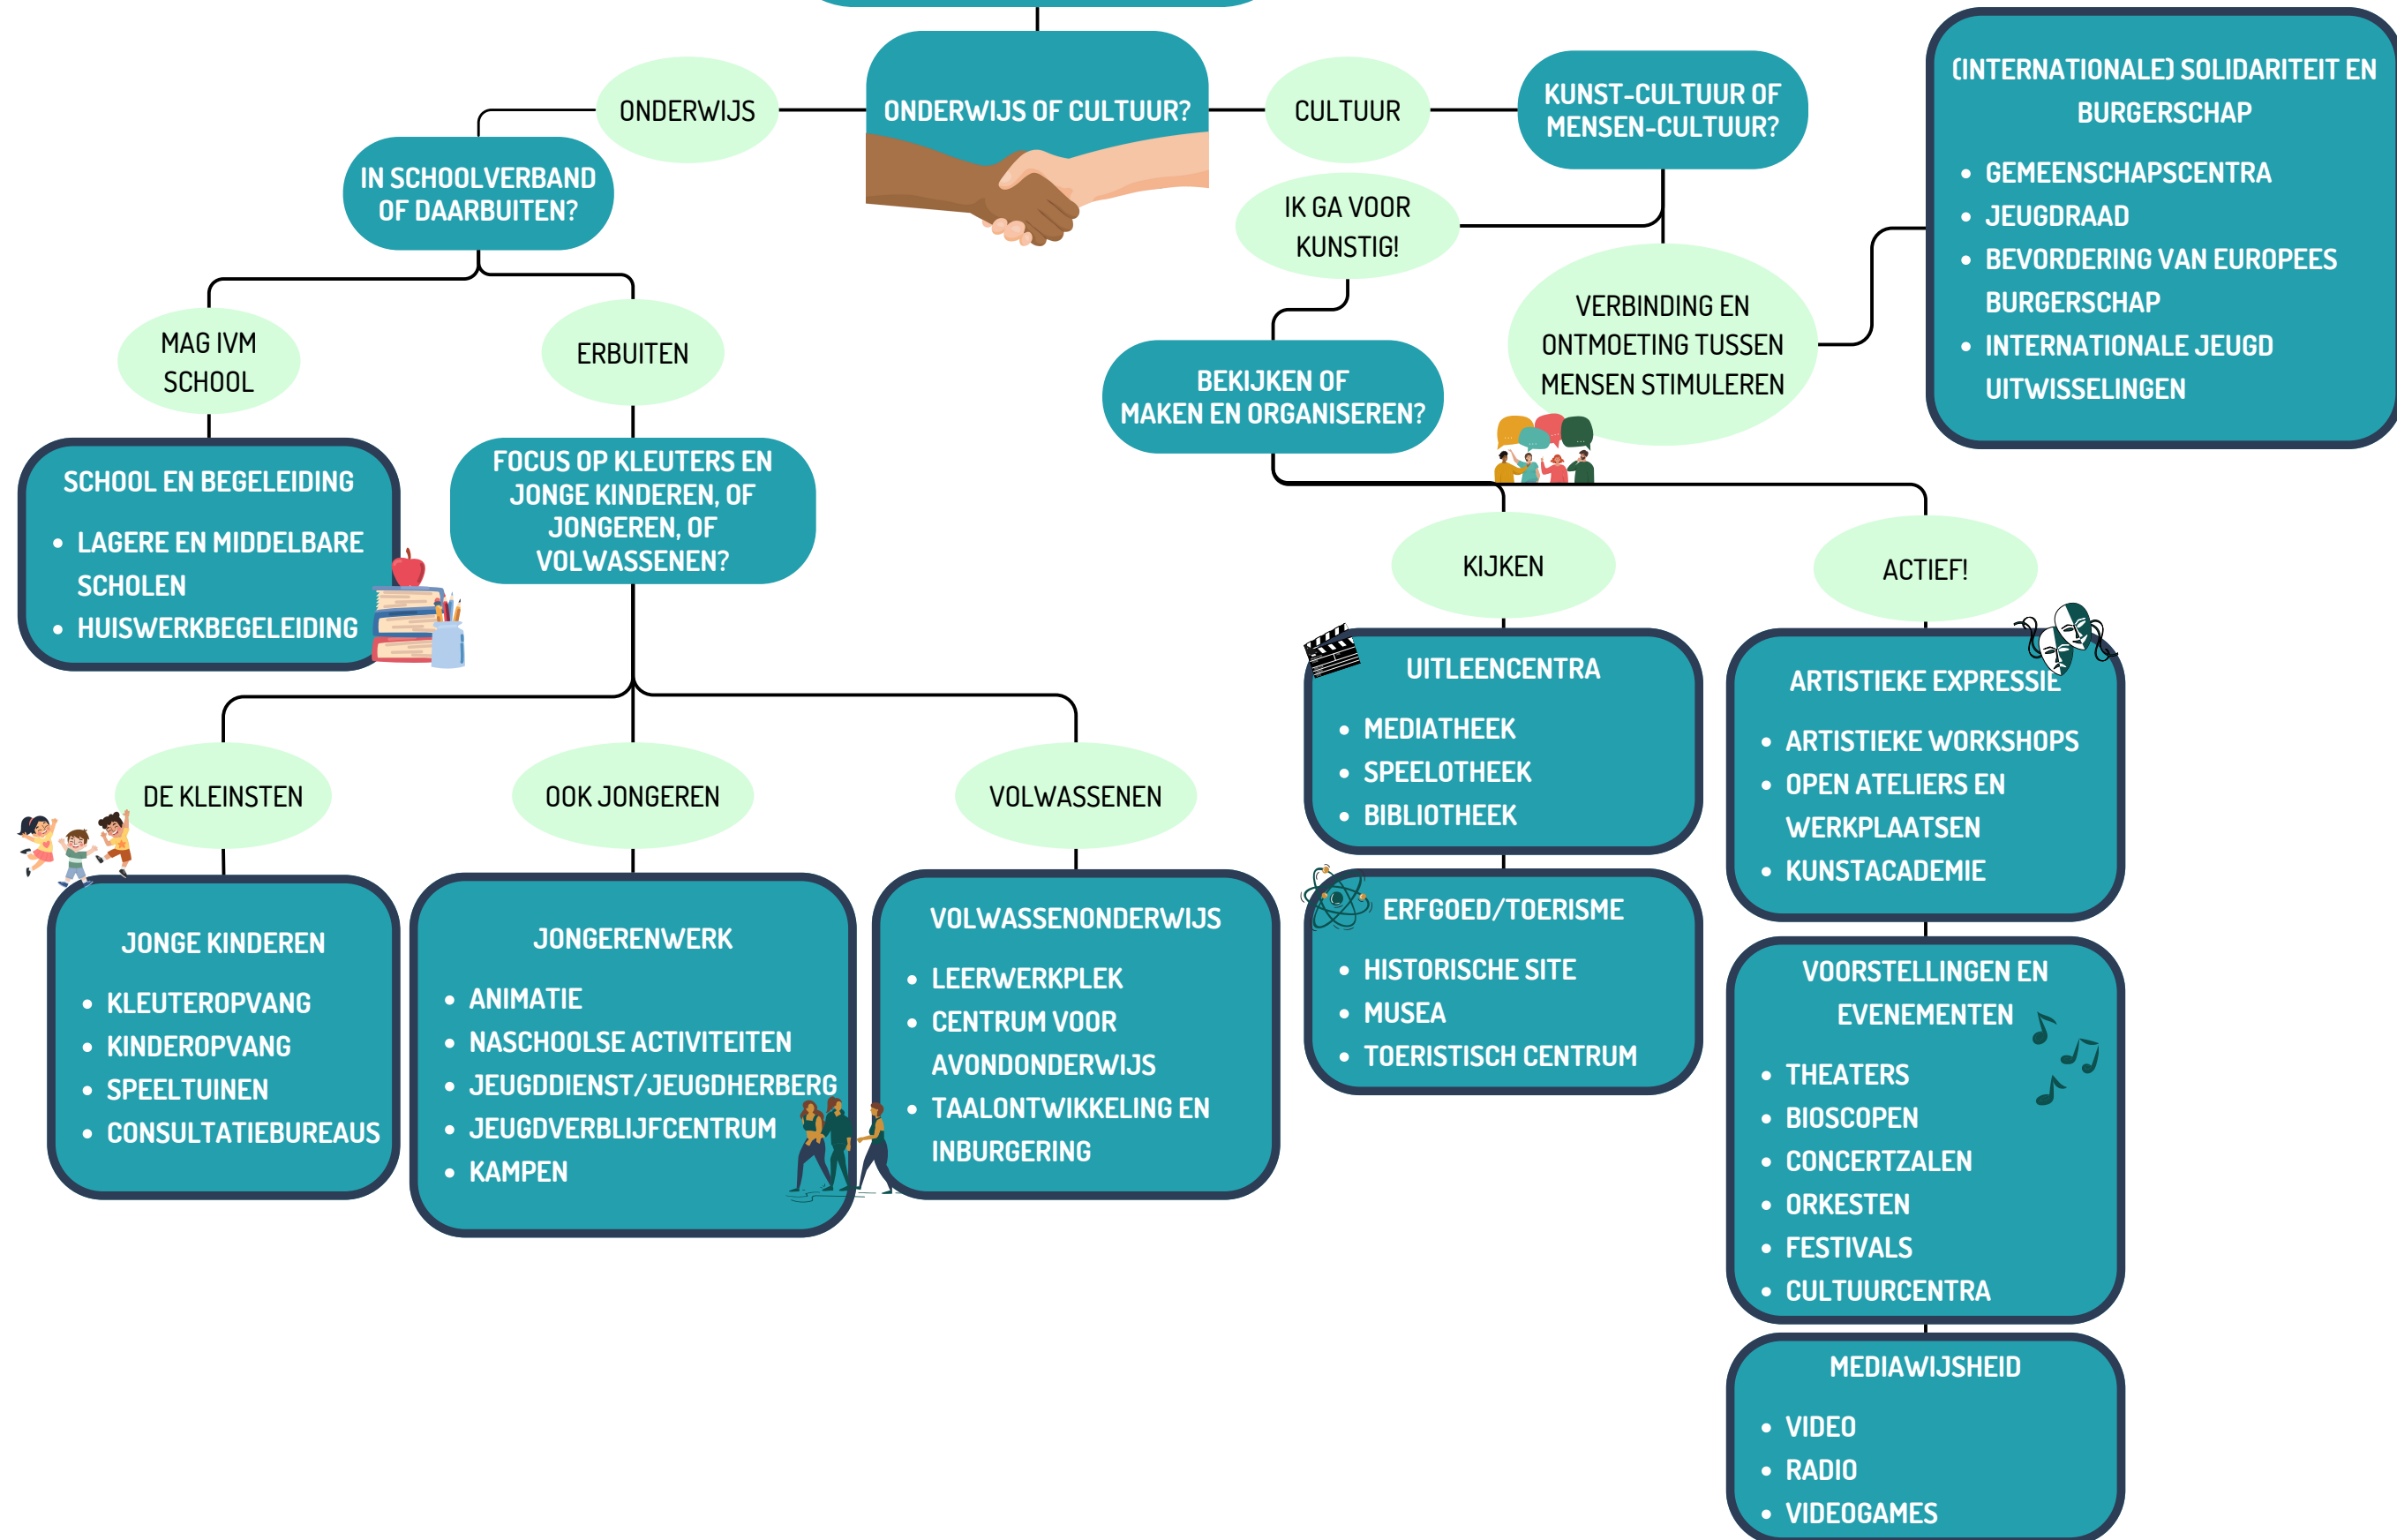 ONDERWIJS OF CULTUUR?
ONDERWIJS
IN SCHOOLVERBAND
OF DAARBUITEN?
MAG IVM
SCHOOL
SCHOOL EN BEGELEIDING
• LAGERE EN MIDDELBARE
SCHOLEN
• HUISWERKBEGELEIDING
ERBUITEN
FOCUS OP KLEUTERS EN
JONGE KINDEREN, OF
JONGEREN, OF
VOLWASSENEN?
DE KLEINSTEN
JONGE KINDEREN
• KLEUTEROPVANG
• KINDEROPVANG
• SPEELTUINEN
• CONSULTATIEBUREAUS
OOK JONGEREN
JONGERENWERK
• ANIMATIE
• NASCHOOLSE ACTIVITEITEN
• JEUGDDIENST/JEUGDHERBERG
• JEUGDVERBLIJFCENTRUM
• KAMPEN
VOLWASSENEN
VOLWASSENONDERWIJS
• LEERWERKPLEK
• CENTRUM VOOR
AVONDONDERWIJS
• TAALONTWIKKELING EN
INBURGERING
CULTUUR
KUNST-CULTUUR OF
MENSEN-CULTUUR?
IK GA VOOR
KUNSTIG!
BEKIJKEN OF
MAKEN EN ORGANISEREN?
KIJKEN
UITLEENCENTRA
• MEDIATHEEK
• SPEELOTHEEK
• BIBLIOTHEEK
ERFGOED/TOERISME
• HISTORISCHE SITE
• MUSEA
• TOERISTISCH CENTRUM
ACTIEF!
ARTISTIEKE EXPRESSIE
• ARTISTIEKE WORKSHOPS
• OPEN ATELIERS EN
WERKPLAATSEN
• KUNSTACADEMIE
VOORSTELLINGEN EN
EVENEMENTEN
• THEATERS
• BIOSCOPEN
• CONCERTZALEN
• ORKESTEN
• FESTIVALS
• CULTUURCENTRA
MEDIAWIJSHEID
• VIDEO
• RADIO
• VIDEOGAMES
VERBINDING EN
ONTMOETING TUSSEN
MENSEN STIMULEREN
(INTERNATIONALE) SOLIDARITEIT EN
BURGERSCHAP
• GEMEENSCHAPSCENTRA
• JEUGDRAAD
• BEVORDERING VAN EUROPEES
BURGERSCHAP
• INTERNATIONALE JEUGD
UITWISSELINGEN